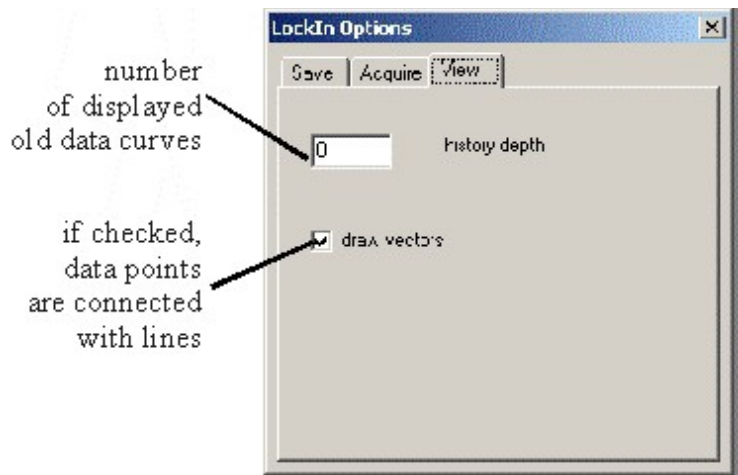 LockIn Options
Save Acquire View
number
of displayed
old data curves
0 history depth
if checked,
data points
are connected
with lines
draw vectors